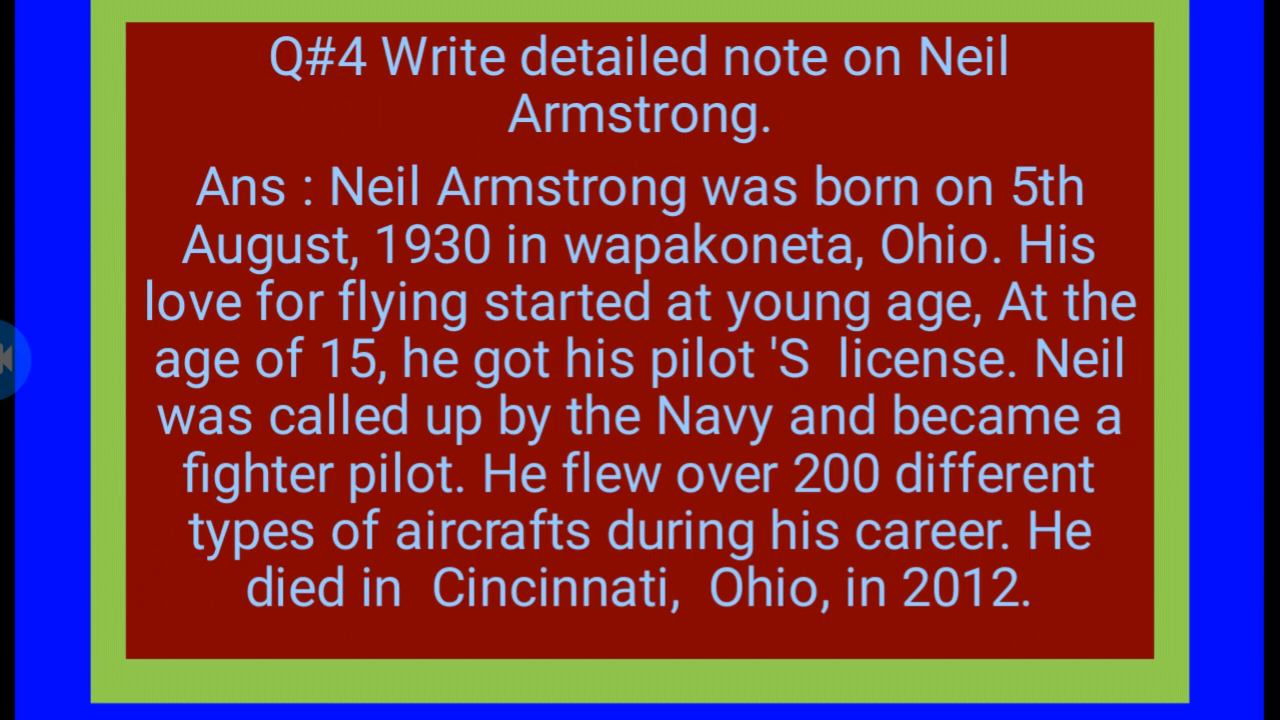 Q#4 Write detailed note on Neil
Armstrong.
Ans : Neil Armstrong was born on 5th
August, 1930 in wapakoneta, Ohio. His
love for flying started at young age, At the
age of 15, he got his pilot 'S  license. Neil
was called up by the Navy and became a
fighter pilot. He flew over 200 different
types of aircrafts during his career. He
died in  Cincinnati,  Ohio, in 2012.